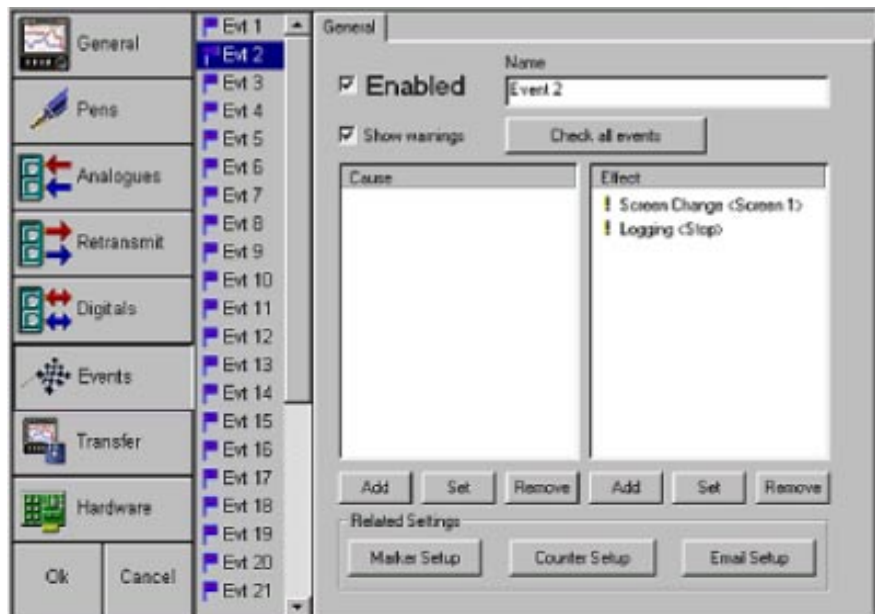 General
Pens
Analogues
Retransmit
Digitals
Events
Transfer
Hardware
Ok
Cancel
Evt 1
Evt 2
Evt 3
Evt 4
Evt 5
Evt 6
Evt 7
Evt 8
Evt 9
Evt 10
Evt 11
Evt 12
Evt 13
Evt 14
Evt 15
Evt 16
Evt 17
Evt 18
Evt 19
Evt 20
Evt 21
General
Enabled
Name
Event 2
Show warnings
Check all events
Cause
Effect
! Screen Change <Screen 1>
! Logging <Stop>
Add
Set
Remove
Add
Set
Remove
Related Settings
Marker Setup
Counter Setup
Email Setup